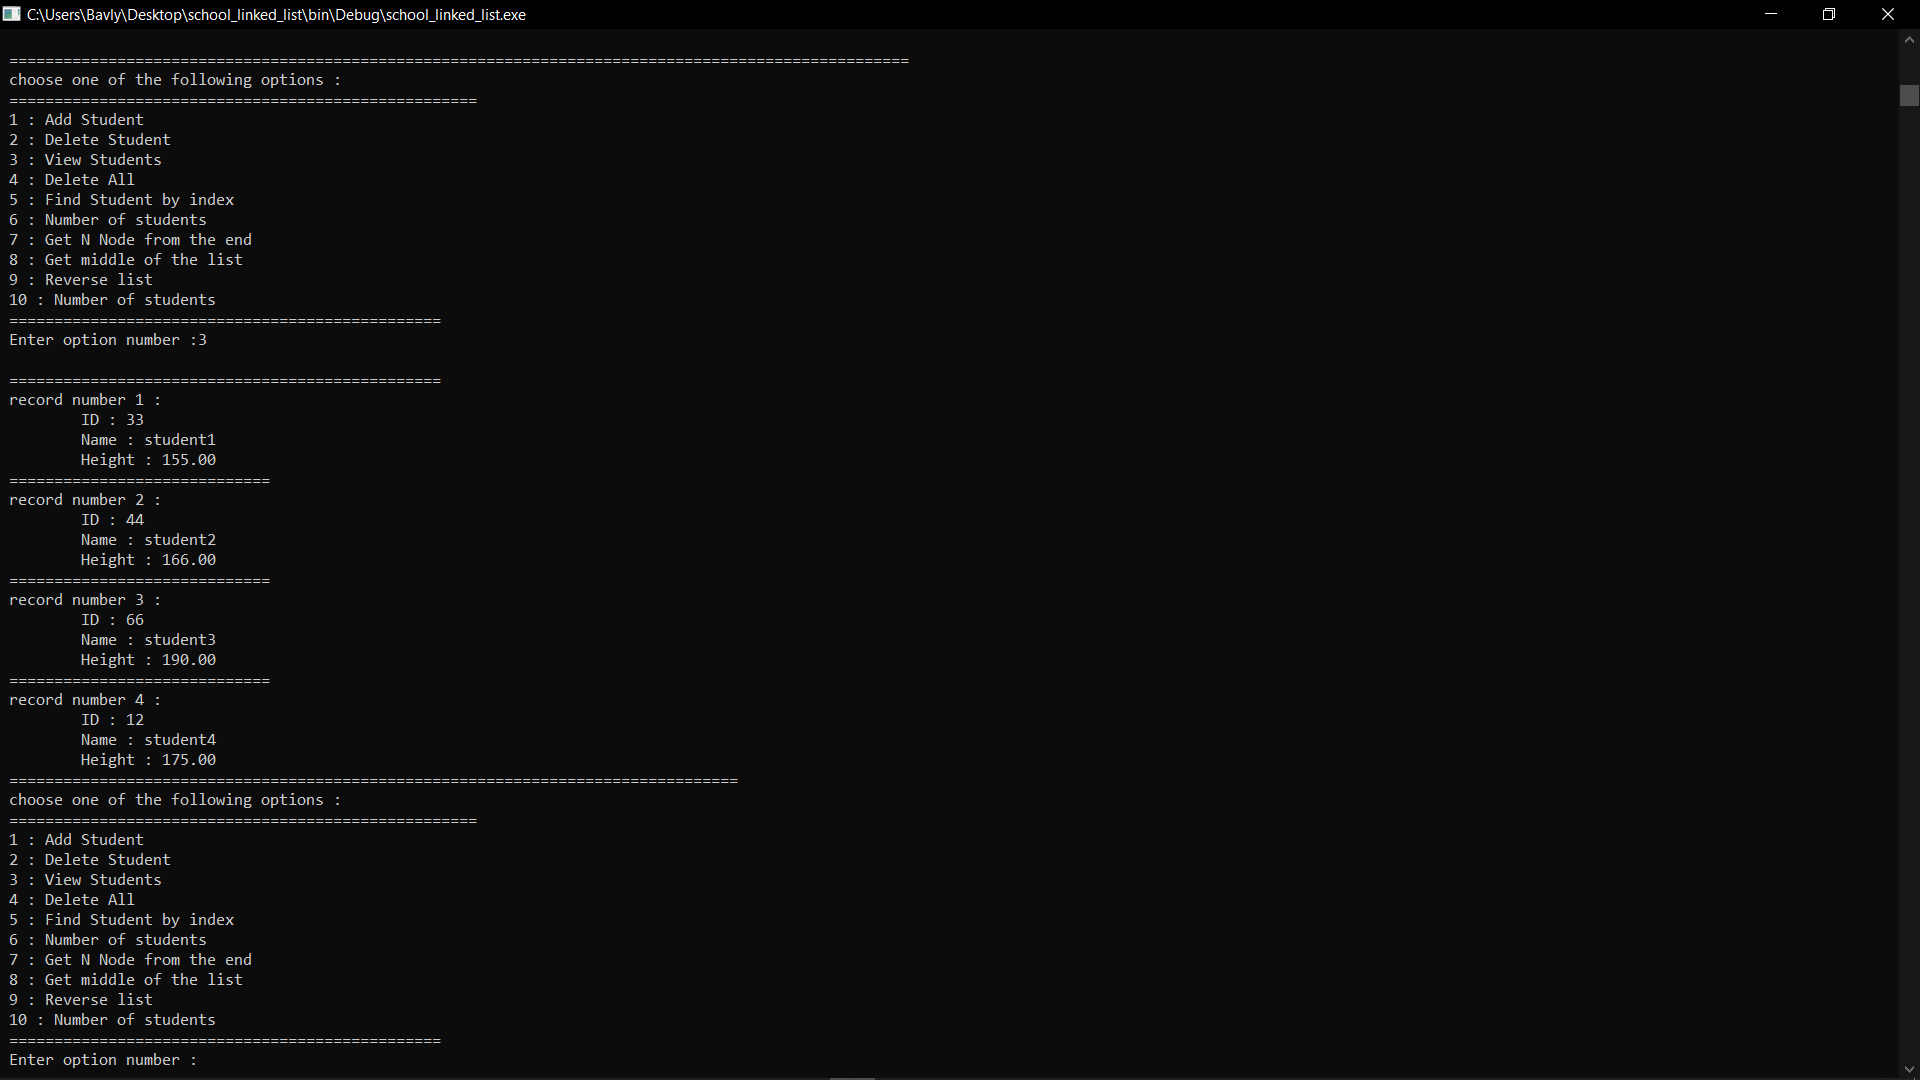 C:\Users\Bavly\Desktop\school_linked_list\bin\Debug\school_linked_list.exe
====================================================================================================
choose one of the following options :
====================================================
1 : Add Student
2 : Delete Student
3 : View Students
4 : Delete All
5 : Find Student by index
6 : Number of students
7 : Get N Node from the end
8 : Get middle of the list
9 : Reverse list
10 : Number of students
================================================
Enter option number :3
================================================
record number 1 :
ID : 33
Name : student1
Height : 155.00
=============================
record number 2 :
ID : 44
Name : student2
Height : 166.00
=============================
record number 3 :
ID : 66
Name : student3
Height : 190.00
=============================
record number 4 :
ID : 12
Name : student4
Height : 175.00
=================================================================================
choose one of the following options :
====================================================
1 : Add Student
2 : Delete Student
3 : View Students
4 : Delete All
5 : Find Student by index
6 : Number of students
7 : Get N Node from the end
8 : Get middle of the list
9 : Reverse list
10 : Number of students
================================================
Enter option number :